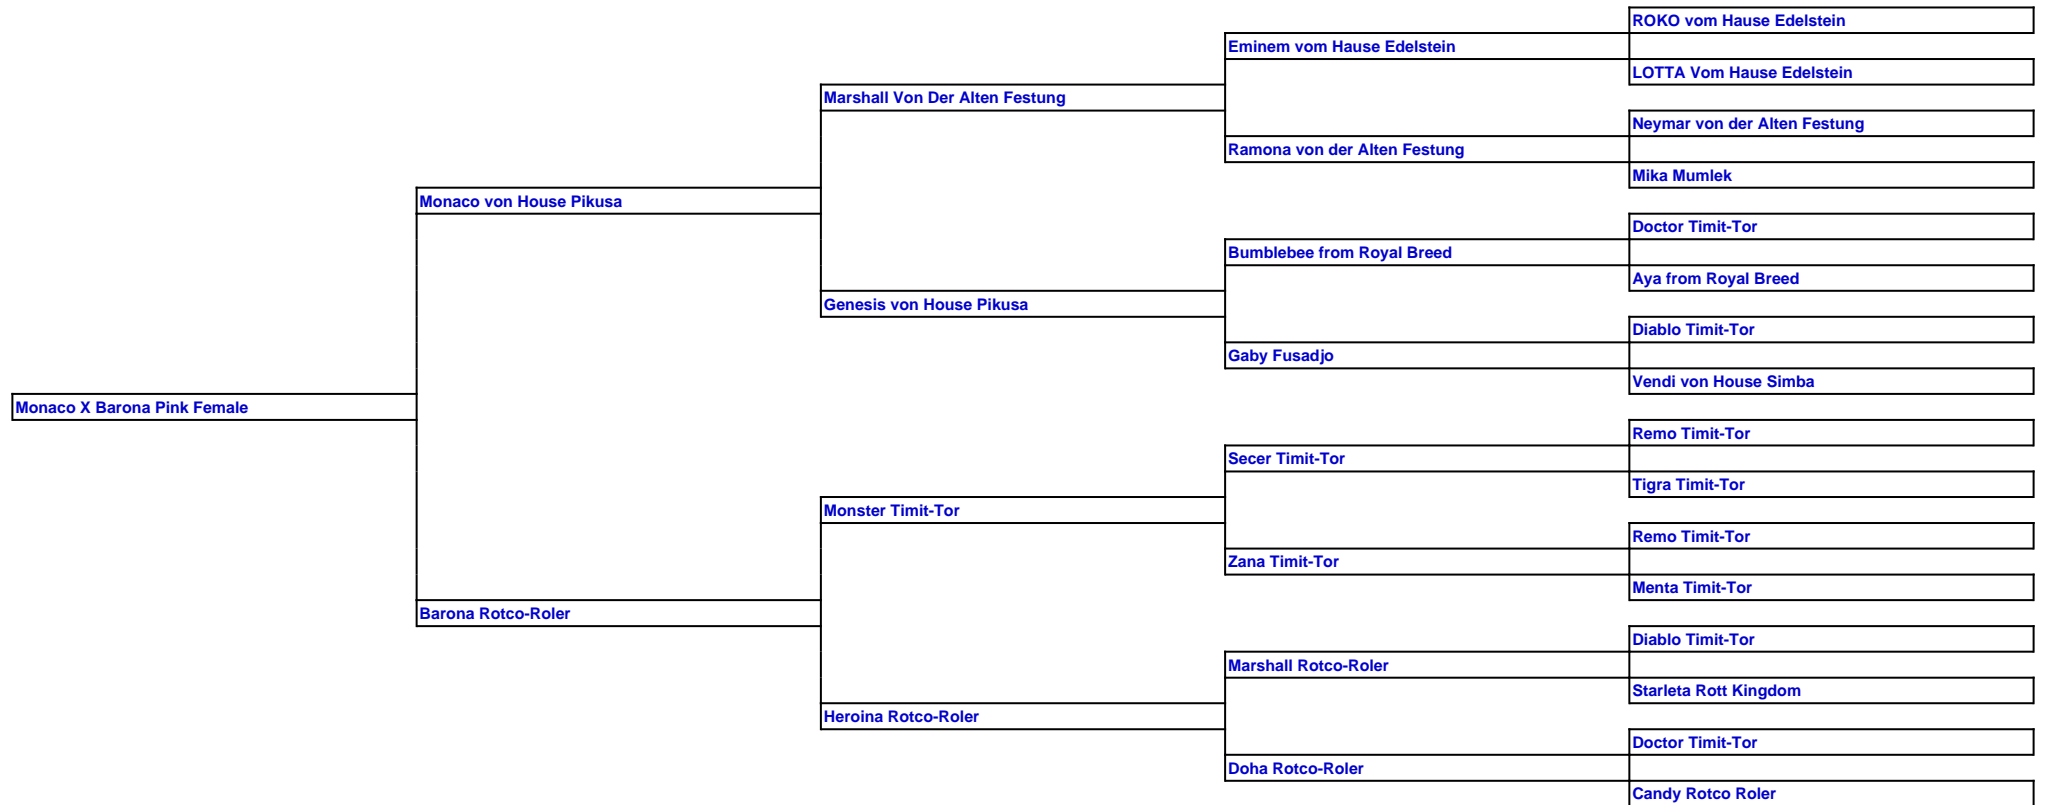 ROKO vom Hause Edelstein
Eminem vom Hause Edelstein
LOTTA Vom Hause Edelstein
Marshall Von Der Alten Festung
Neymar von der Alten Festung
Ramona von der Alten Festung
Mika Mumlek
Monaco von House Pikusa
Doctor Timit-Tor
Bumblebee from Royal Breed
Aya from Royal Breed
Genesis von House Pikusa
Diablo Timit-Tor
Gaby Fusadjo
Vendi von House Simba
Monaco X Barona Pink Female
Remo Timit-Tor
Secer Timit-Tor
Tigra Timit-Tor
Monster Timit-Tor
Remo Timit-Tor
Zana Timit-Tor
Menta Timit-Tor
Barona Rotco-Roler
Diablo Timit-Tor
Marshall Rotco-Roler
Starleta Rott Kingdom
Heroina Rotco-Roler
Doctor Timit-Tor
Doha Rotco-Roler
Candy Rotco Roler